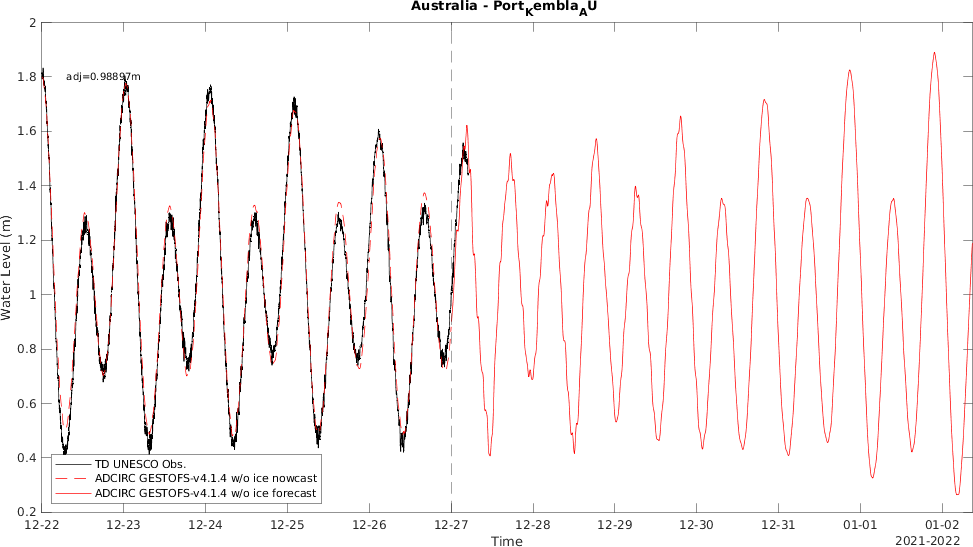 Australia - Port_Kembla_AU
2
1.8
1.6
1.4
1.2
1
0.8
0.6
0.4
0.2
Water Level (m)
adj=0.98897m
TD UNESCO Obs.
ADCIRC GESTOFS-v4.1.4 w/o ice nowcast
ADCIRC GESTOFS-v4.1.4 w/o ice forecast
12-22 12-23 12-24 12-25 12-26 12-27 12-28 12-29 12-30 12-31 01-01 01-02
Time
2021-2022